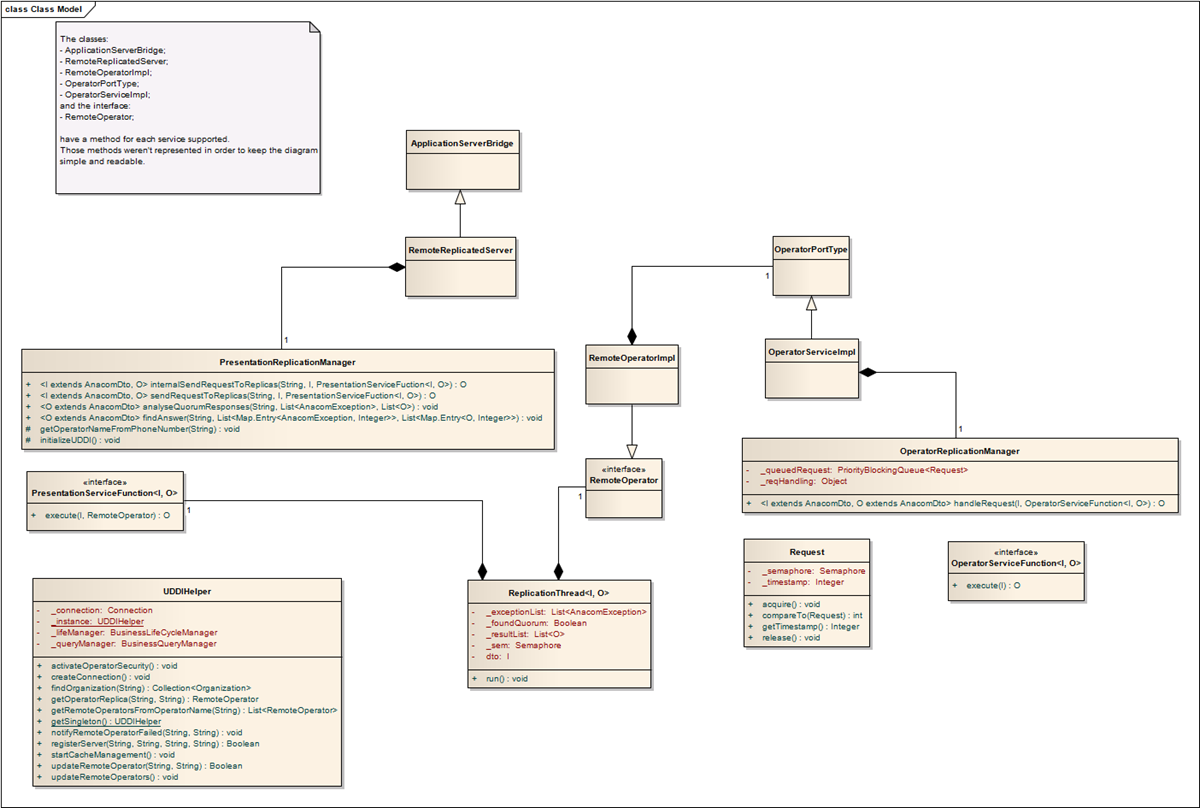 class Class Model
The classes:
- ApplicationServerBridge;
- RemoteReplicatedServer;
- RemoteOperatorImpl;
- OperatorPortType;
- OperatorServiceImpl;
and the interface:
- RemoteOperator;
have a method for each service supported.
Those methods weren't represented in order to keep the diagram
simple and readable.
ApplicationServerBridge
RemoteReplicatedServer
OperatorPortType
1
1
PresentationReplicationManager
+ <I extends AnacomDto, O> internalSendRequestToReplicas(String, I, PresentationServiceFuction<I, O>) : O
+ <I extends AnacomDto, O> sendRequestToReplicas(String, I, PresentationServiceFuction<I, O>) : O
+ <O extends AnacomDto> analyseQuorumResponses(String, List<AnacomException>, List<O>) : void
+ <O extends AnacomDto> findAnswer(String, List<Map.Entry<AnacomException, Integer>>, List<Map.Entry<O, Integer>>) : void
# getOperatorNameFromPhoneNumber(String) : void
# initializeUDDI() : void
RemoteOperatorImpl
OperatorServiceImpl
1
OperatorReplicationManager
- _queuedRequest: PriorityBlockingQueue<Request>
- _reqHandling: Object
+ <I extends AnacomDto, O extends AnacomDto> handleRequest(I, OperatorServiceFunction<I, O>) : O
«interface»
PresentationServiceFunction<I, O>
+ execute(I, RemoteOperator) : O
1
«interface»
RemoteOperator
1
Request
- _semaphore: Semaphore
- _timestamp: Integer
+ acquire() : void
+ compareTo(Request) : int
+ getTimestamp() : Integer
+ release() : void
«interface»
OperatorServiceFunction<I, O>
+ execute(I) : O
UDDIHelper
- _connection: Connection
- _instance: UDDIHelper
- _lifeManager: BusinessLifeCycleManager
- _queryManager: BusinessQueryManager
+ activateOperatorSecurity() : void
+ createConnection() : void
+ findOrganization(String) : Collection<Organization>
+ getOperatorReplica(String, String) : RemoteOperator
+ getRemoteOperatorsFromOperatorName(String) : List<RemoteOperator>
+ getSingleton() : UDDIHelper
+ notifyRemoteOperatorFailed(String, String) : void
+ registerServer(String, String, String, String) : Boolean
+ startCacheManagement() : void
+ updateRemoteOperator(String, String) : Boolean
+ updateRemoteOperators() : void
ReplicationThread<I, O>
- _exceptionList: List<AnacomException>
- _foundQuorum: Boolean
- _resultList: List<O>
- _sem: Semaphore
- dto: I
+ run() : void